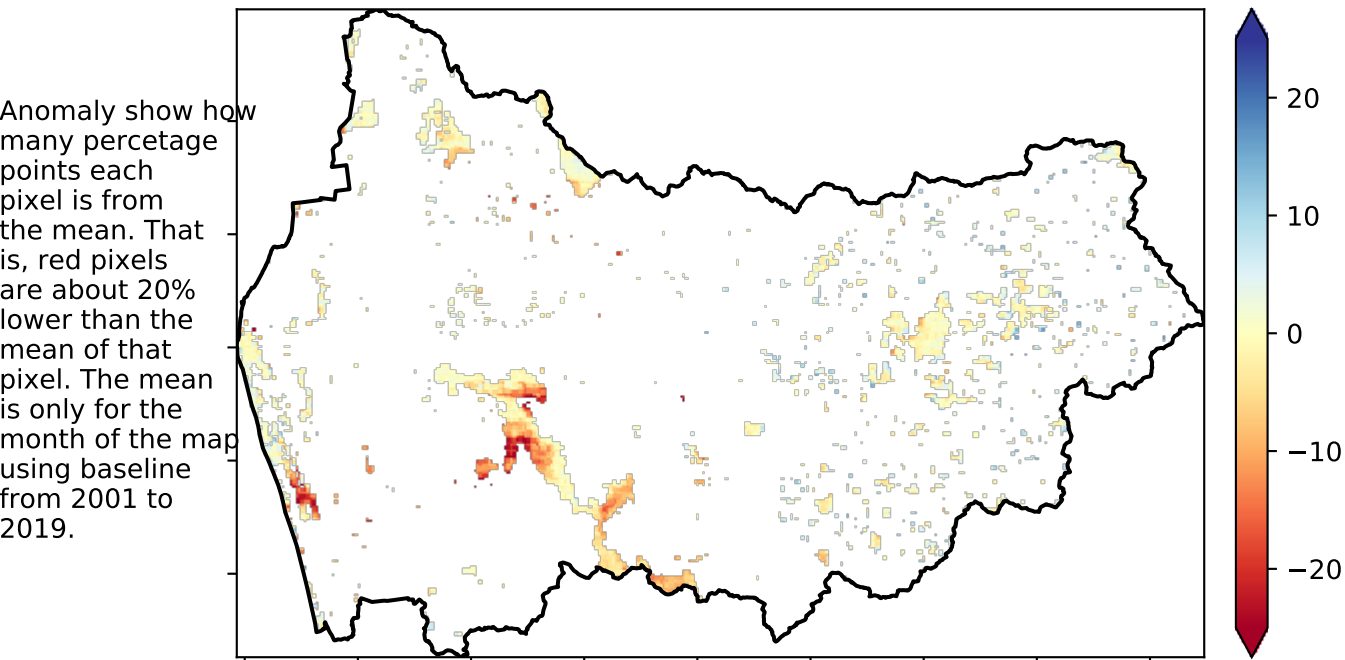 Anomaly show how
many percetage
points each
pixel is from
the mean. That
is, red pixels
are about 20%
lower than the
mean of that
pixel. The mean
is only for the
month of the map
using baseline
from 2001 to
2019.
20
10
0
−10
−20